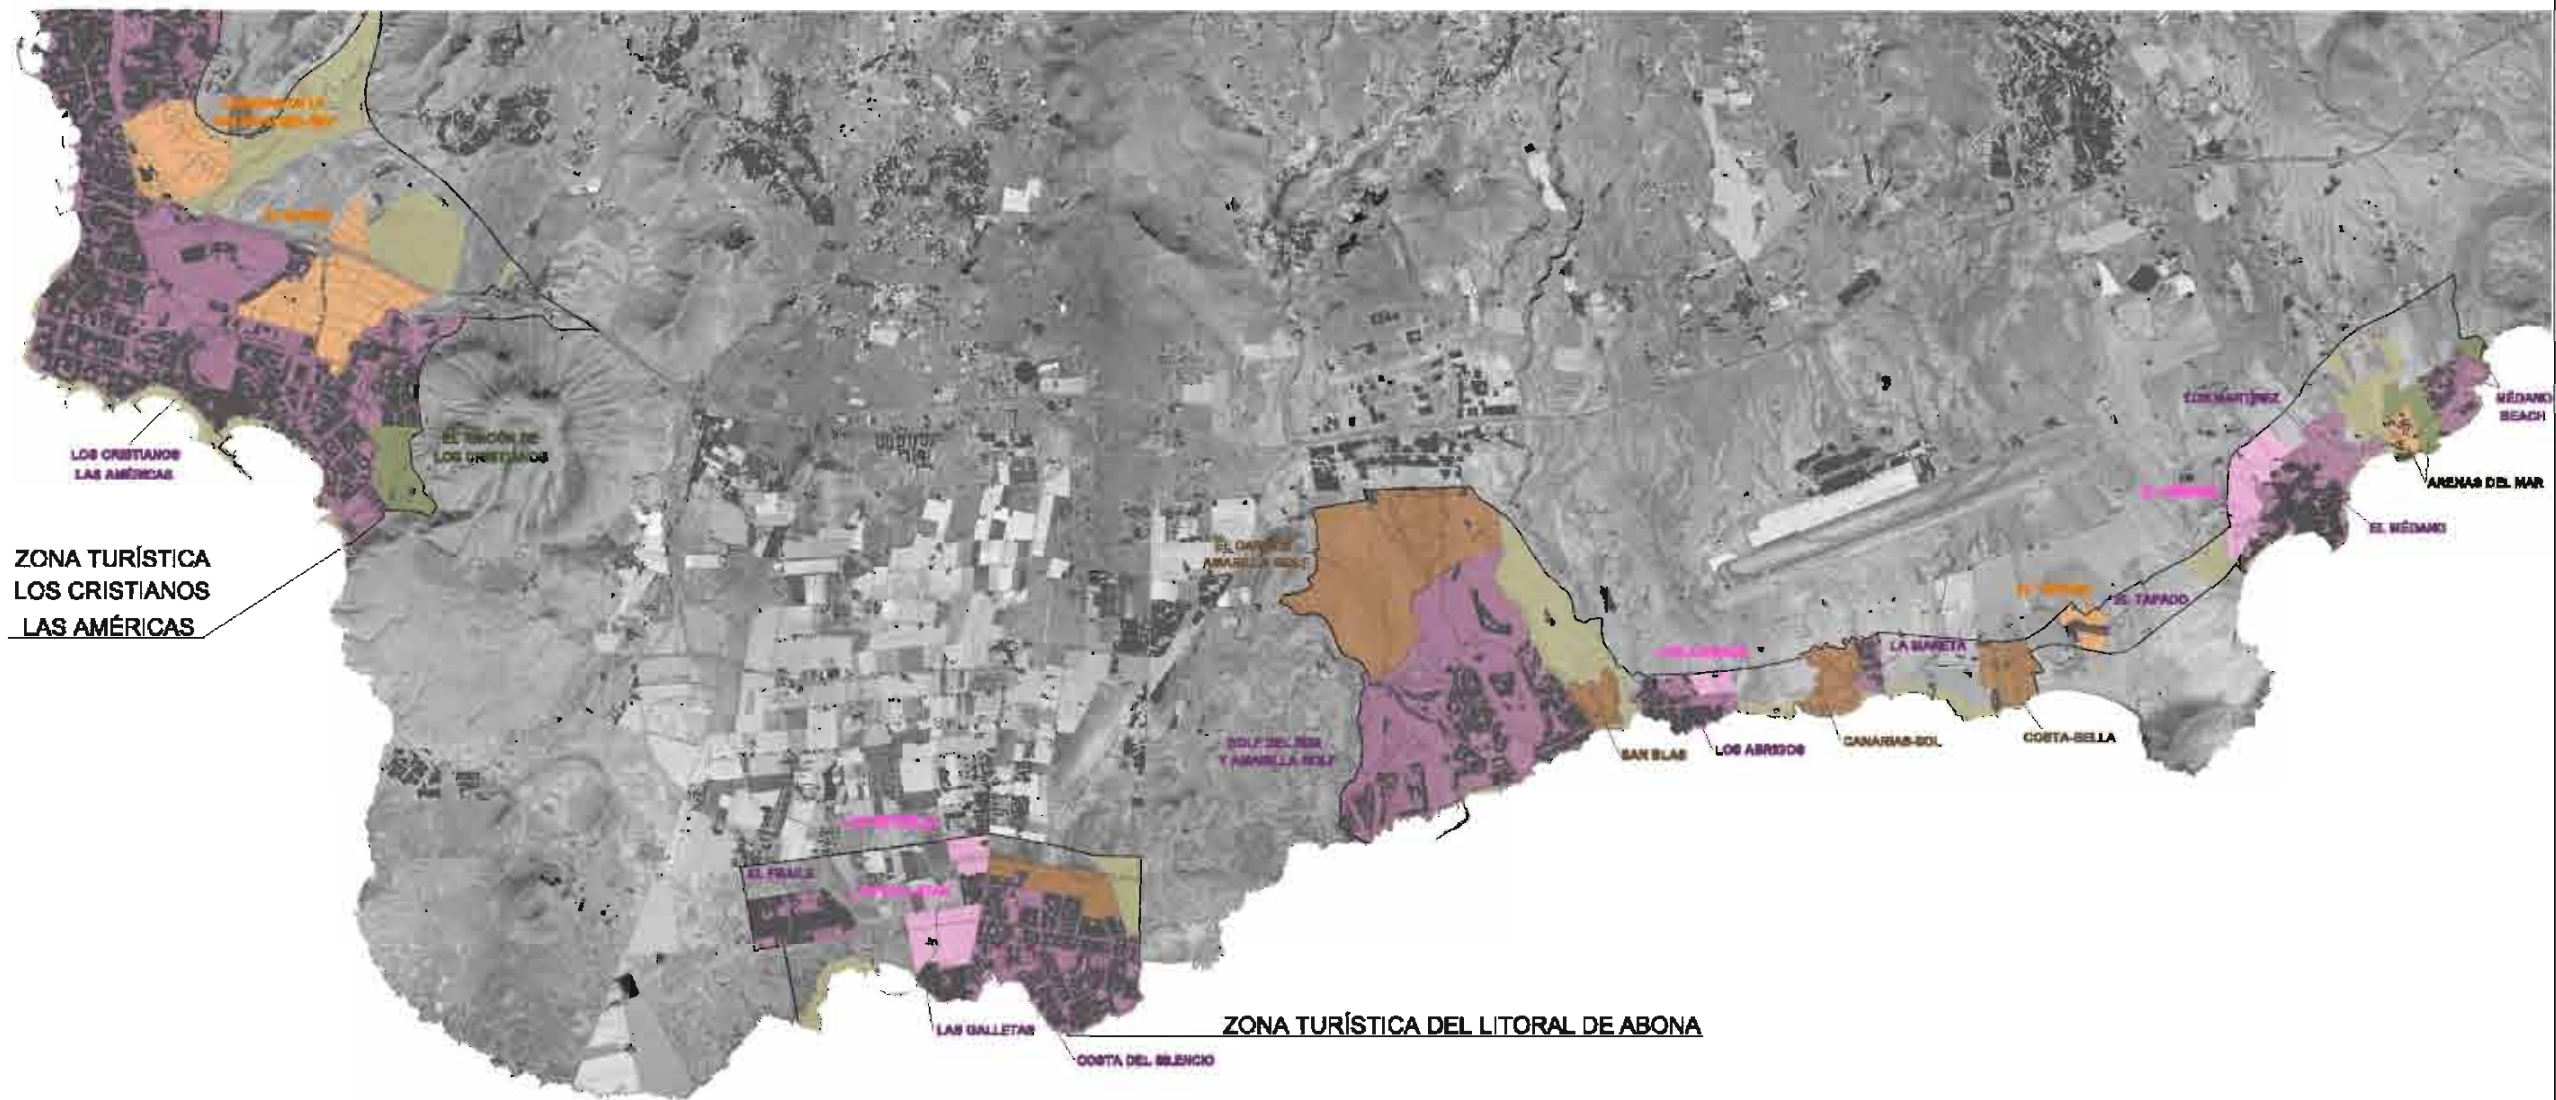 EL RINCÓN DE
LOS CRISTIANOS
LOS CRISTIANOS
LAS AMÉRICAS
ZONA TURÍSTICA
LOS CRISTIANOS
LAS AMÉRICAS
LOS MARTÍNEZ
MÉDANO
BEACH
ARENAS DEL MAR
EL MÉDANO
AMARILLA GOLF
EL TAPADO
LA MARETA
GOLF DEL SUR
Y AMARILLA GOLF
SAN BLAS
LOS ABRIGOS
CANARIAS-SOL
COSTA-BELLA
EL FRAILE
LAS GALLETAS
COSTA DEL SILENCIO
ZONA TURÍSTICA DEL LITORAL DE ABONA